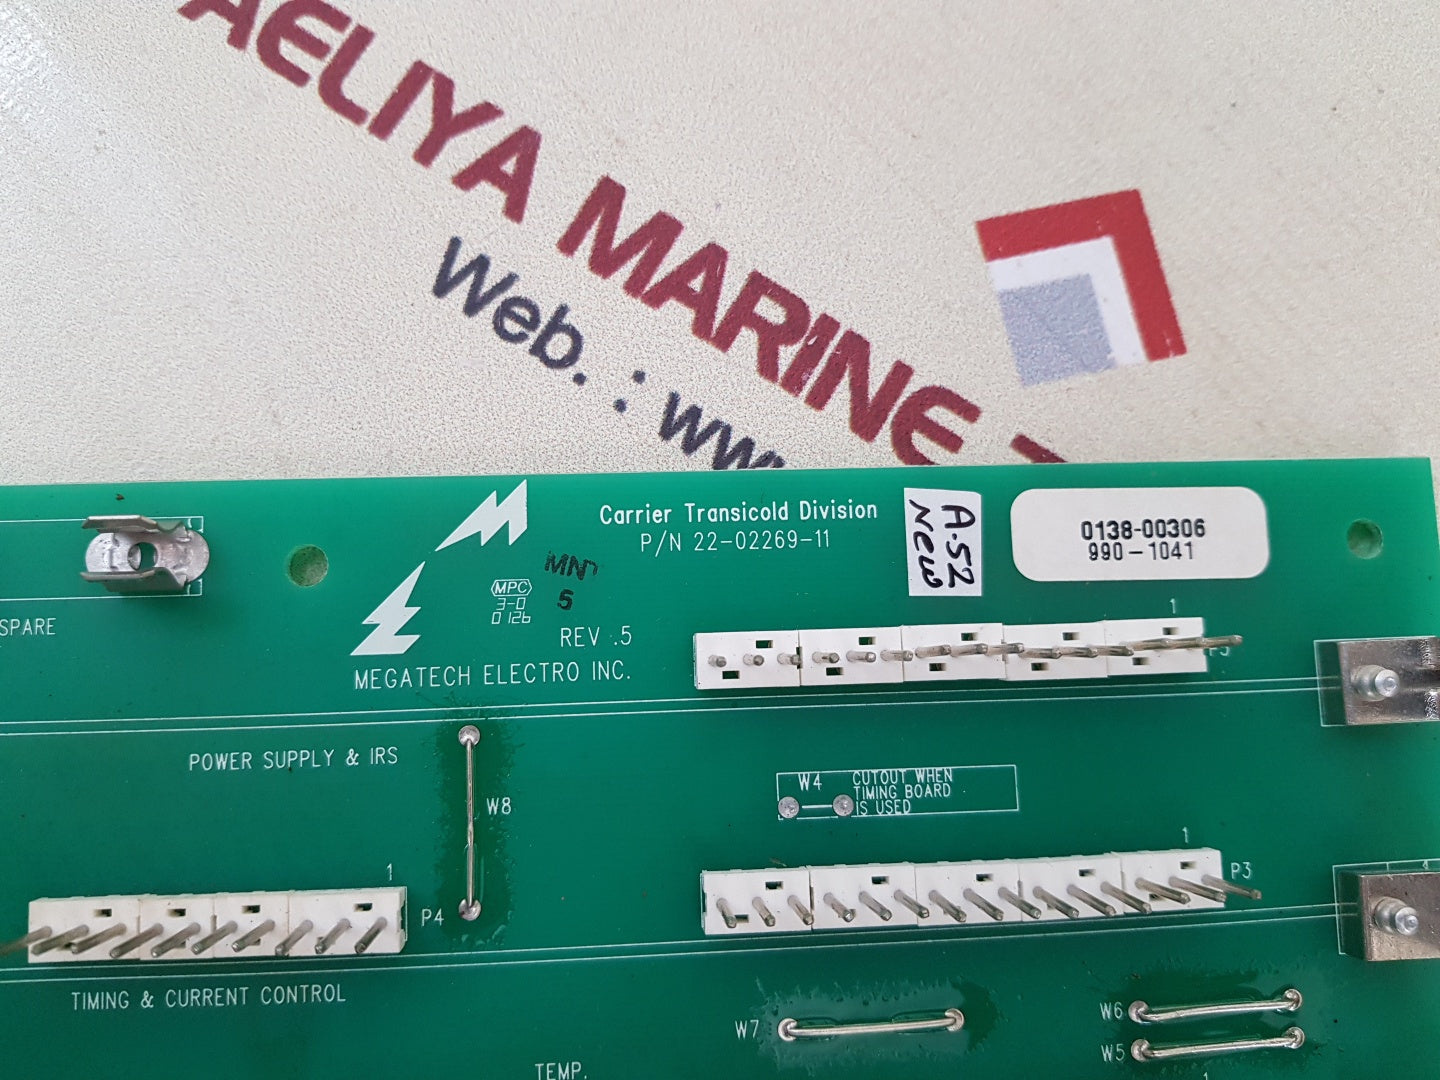 AELIYA MARINE T
Web. : www
Carrier Transicold Division
P/N 22-02269-11
A.52
New
0138-00306
990-1041
MPC
3-0
0126
5
REV .5
MEGATECH ELECTRO INC.
SPARE
1
POWER SUPPLY & IRS
W8
W4
CUTOUT WHEN
TIMING BOARD
IS USED
1
P3
1
P4
TIMING & CURRENT CONTROL
W7
W6
W5
TEMP.
1